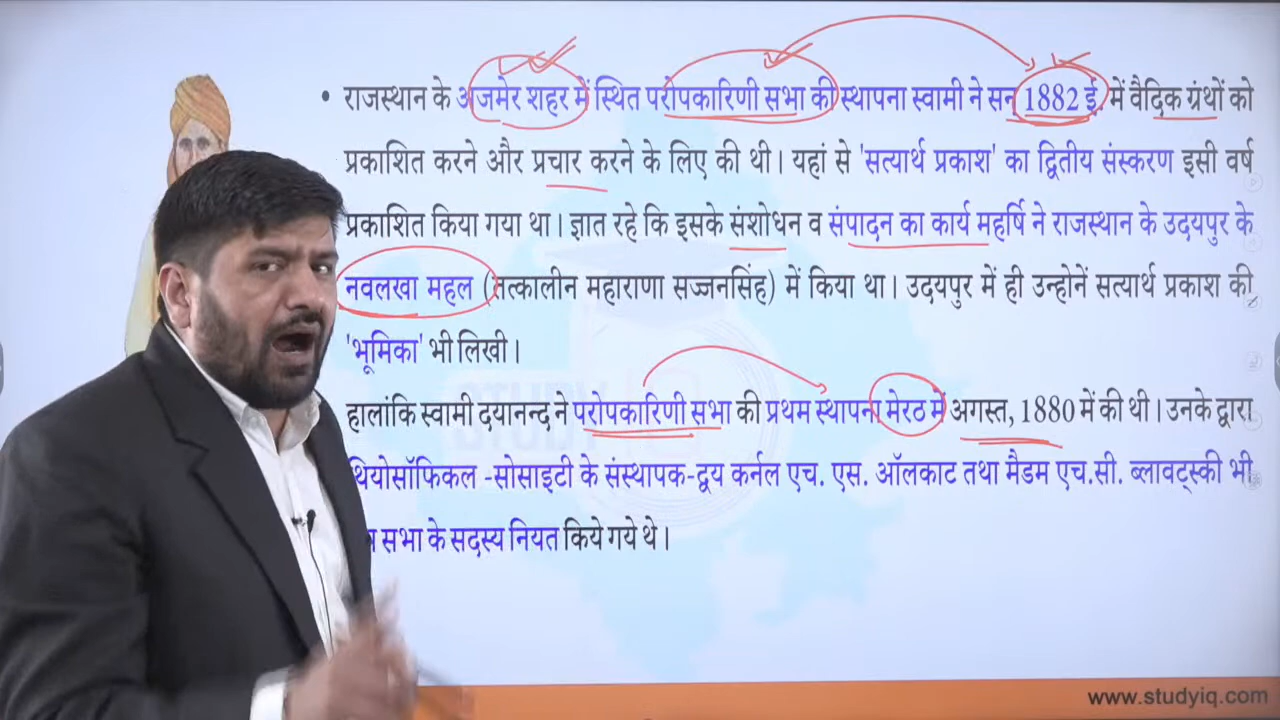 • राजस्थान के अजमेर शहर में स्थित परोपकारिणी सभा की स्थापना स्वामी ने सन 1882 ई. में वैदिक ग्रंथों को
प्रकाशित करने और प्रचार करने के लिए की थी। यहां से 'सत्यार्थ प्रकाश' का द्वितीय संस्करण इसी वर्ष
प्रकाशित किया गया था। ज्ञात रहे कि इसके संशोधन व संपादन का कार्य महर्षि ने राजस्थान के उदयपुर के
नवलखा महल (तत्कालीन महाराणा सज्जनसिंह) में किया था। उदयपुर में ही उन्होनें सत्यार्थ प्रकाश की
'भूमिका' भी लिखी।
हालांकि स्वामी दयानन्द ने परोपकारिणी सभा की प्रथम स्थापना मेरठ में अगस्त, 1880 में की थी। उनके द्वारा
थियोसॉफिकल -सोसाइटी के संस्थापक-द्वय कर्नल एच. एस. ऑलकाट तथा मैडम एच.सी. ब्लावट्स्की भी
सभा के सदस्य नियत किये गये थे।
www.studyiq.com